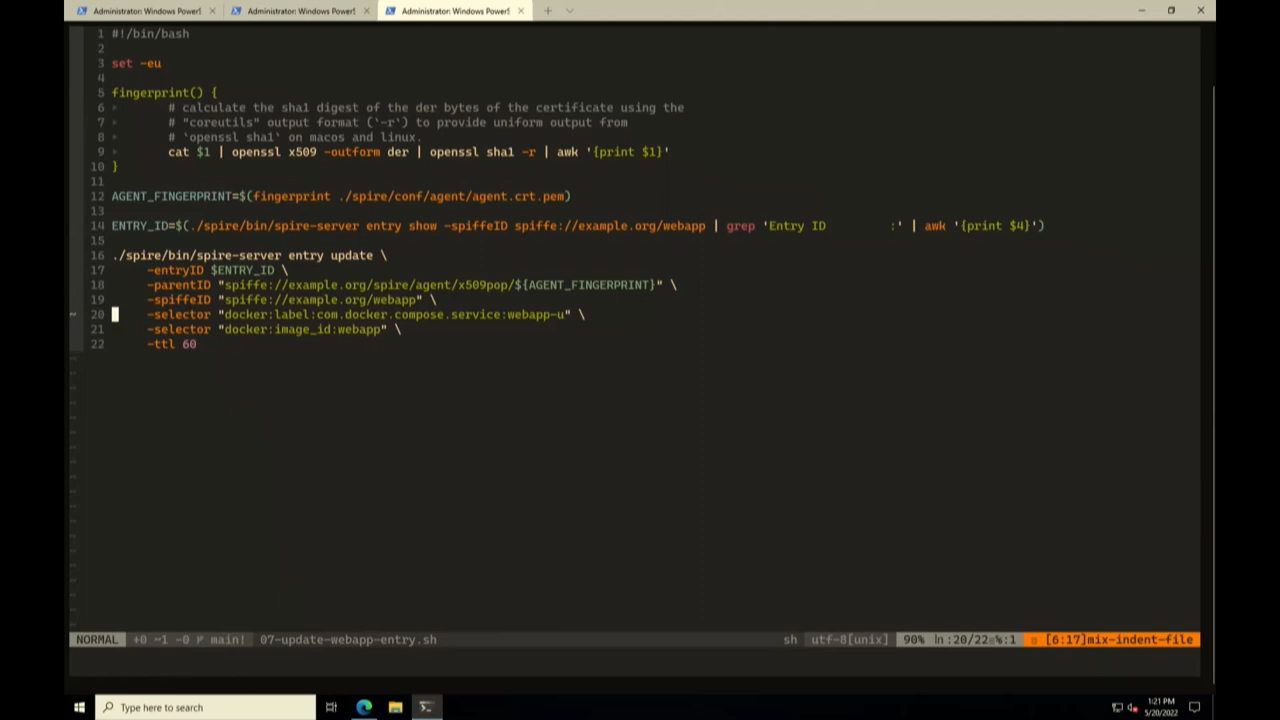 Administrator: Windows PowerS
Administrator: Windows PowerS
Administrator: Windows PowerS
1 #!/bin/bash
2
3 set -eu
4
5 fingerprint() {
6 # calculate the sha1 digest of the der bytes of the certificate using the
7 # "coreutils" output format (`-r`) to provide uniform output from
8 # `openssl sha1` on macos and linux.
9 cat $1 | openssl x509 -outform der | openssl sha1 -r | awk '{print $1}'
10 }
11
12 AGENT_FINGERPRINT=$(fingerprint ./spire/conf/agent/agent.crt.pem)
13
14 ENTRY_ID=$(./spire/bin/spire-server entry show -spiffeID spiffe://example.org/webapp | grep 'Entry ID         :' | awk '{print $4}')
15
16 ./spire/bin/spire-server entry update \
17 -entryID $ENTRY_ID \
18 -parentID "spiffe://example.org/spire/agent/x509pop/${AGENT_FINGERPRINT}" \
19 -spiffeID "spiffe://example.org/webapp" \
~ 20 -selector "docker:label:com.docker.compose.service:webapp-u" \
21 -selector "docker:image_id:webapp" \
22 -ttl 60
NORMAL +0 ~1 -0 main! 07-update-webapp-entry.sh sh utf-8[unix] 90% ln:20/22 %:1 [6:17]mix-indent-file
Type here to search
1:21 PM
5/20/2022